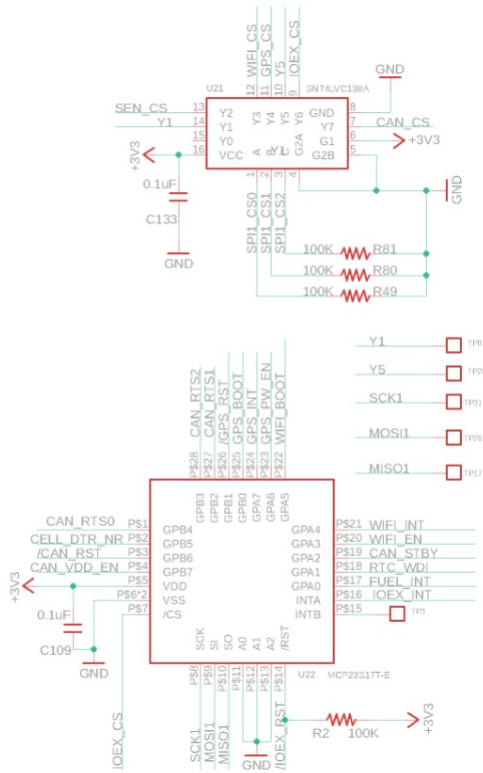 WIFI_CS
GPS_CS
Y5
IOEX_CS
12
11
10
9
U21
SN74LVC138A
GND
SEN_CS
13
Y2
Y3
Y4
Y5
Y6
GND
8
Y1
14
Y1
Y7
7
CAN_CS
15
Y0
G1
6
+3V3
16
VCC
A
B
C
G2A
G2B
5
+3V3
0.1uF
C133
GND
1
2
3
4
SPI1_CS0
SPI1_CS1
SPI1_CS2
GND
100K
R81
100K
R80
100K
R49
Y1
TP8
Y5
SCK1
TP31
MOSI1
MISO1
TP17
CAN_RTS2
CAN_RTS1
/GPS_RST
GPS_BOOT
GPS_INT
GPS_PW_EN
WIFI_BOOT
P$28
P$27
P$26
P$25
P$24
P$23
P$22
GPB3
GPB2
GPB1
GPB0
GPA7
GPA6
GPA5
CAN_RTS0
P$1
GPB4
GPA4
P$21
WIFI_INT
CELL_DTR_NR
P$2
GPB5
GPA3
P$20
WIFI_EN
/CAN_RST
P$3
GPB6
GPA2
P$19
CAN_STBY
CAN_VDD_EN
P$4
GPB7
GPA1
P$18
RTC_WDI
P$5
VDD
GPA0
P$17
FUEL_INT
P$6*2
VSS
INTA
P$16
IOEX_INT
P$7
/CS
INTB
P$15
+3V3
0.1uF
C109
GND
SCK
SI
SO
A0
A1
A2
/RST
P$8
P$9
P$10
P$11
P$12
P$13
P$14
U22
MCP23S17T-E
IOEX_CS
SCK1
MOSI1
MISO1
GND
/IOEX_RST
R2
100K
+3V3